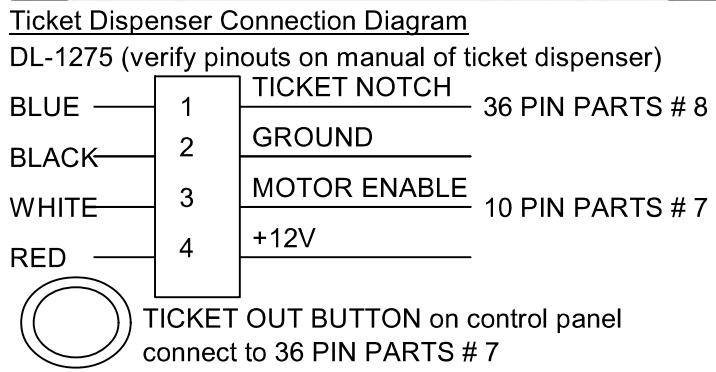 Ticket Dispenser Connection Diagram
DL-1275 (verify pinouts on manual of ticket dispenser)
BLUE 1 TICKET NOTCH 36 PIN PARTS # 8
BLACK 2 GROUND
WHITE 3 MOTOR ENABLE 10 PIN PARTS # 7
RED 4 +12V
TICKET OUT BUTTON on control panel
connect to 36 PIN PARTS # 7